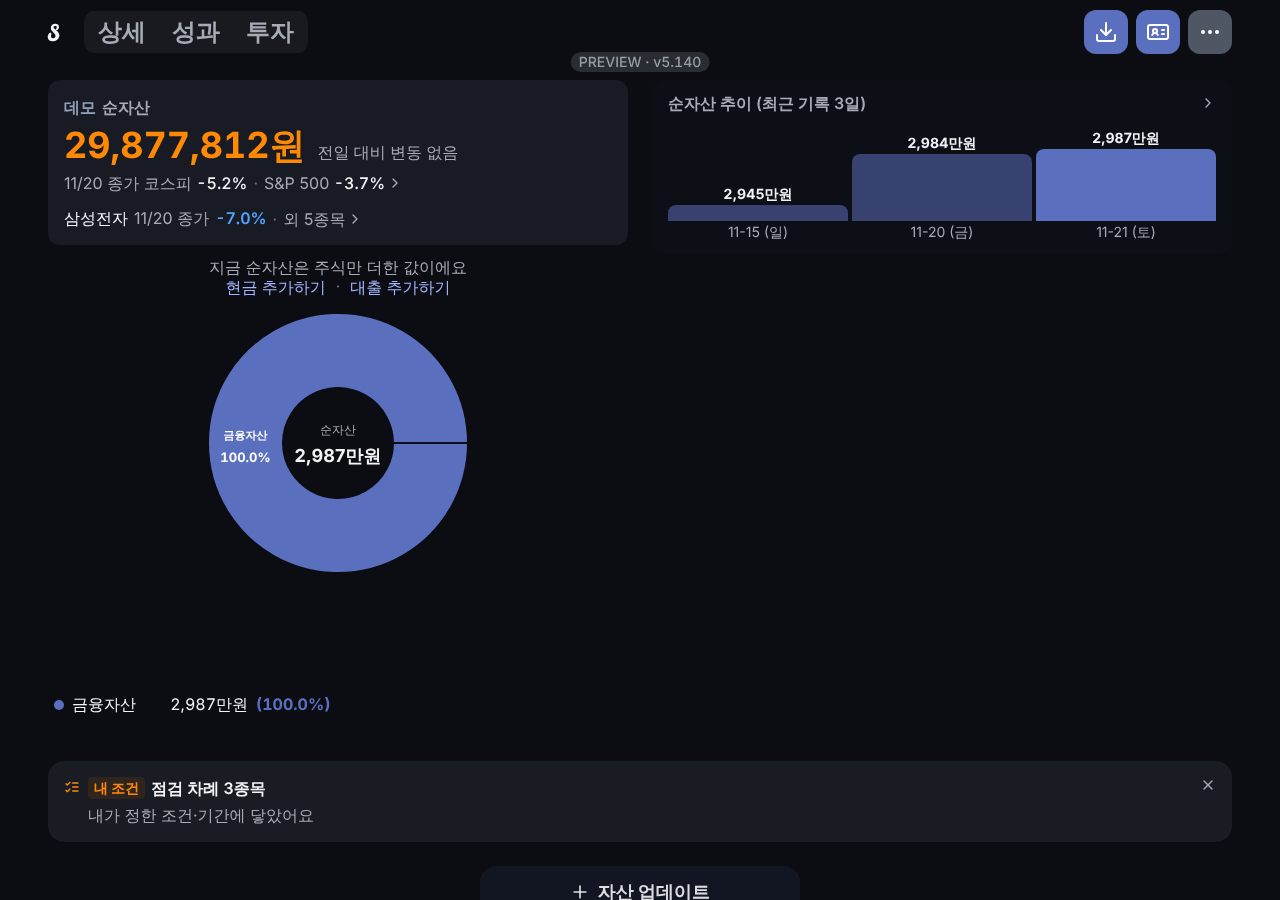 S
상세 성과 투자
PREVIEW · v5.140
데모 순자산
29,877,812원 전일 대비 변동 없음
11/20 종가 코스피 -5.2% · S&P 500 -3.7%
삼성전자 11/20 종가 -7.0% · 외 5종목
순자산 추이 (최근 기록 3일)
2,945만원 2,984만원 2,987만원
11-15 (일) 11-20 (금) 11-21 (토)
지금 순자산은 주식만 더한 값이에요
현금 추가하기 · 대출 추가하기
금융자산
100.0%
순자산
2,987만원
금융자산 2,987만원 (100.0%)
내 조건 점검 차례 3종목
내가 정한 조건·기간에 닿았어요
+ 자산 업데이트